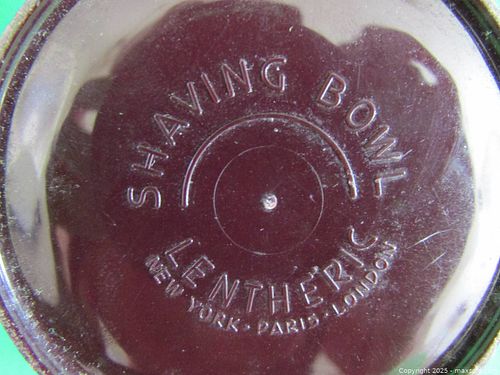 SHAVING BOWL
LENTHERIC
NEW YORK • PARIS • LONDON